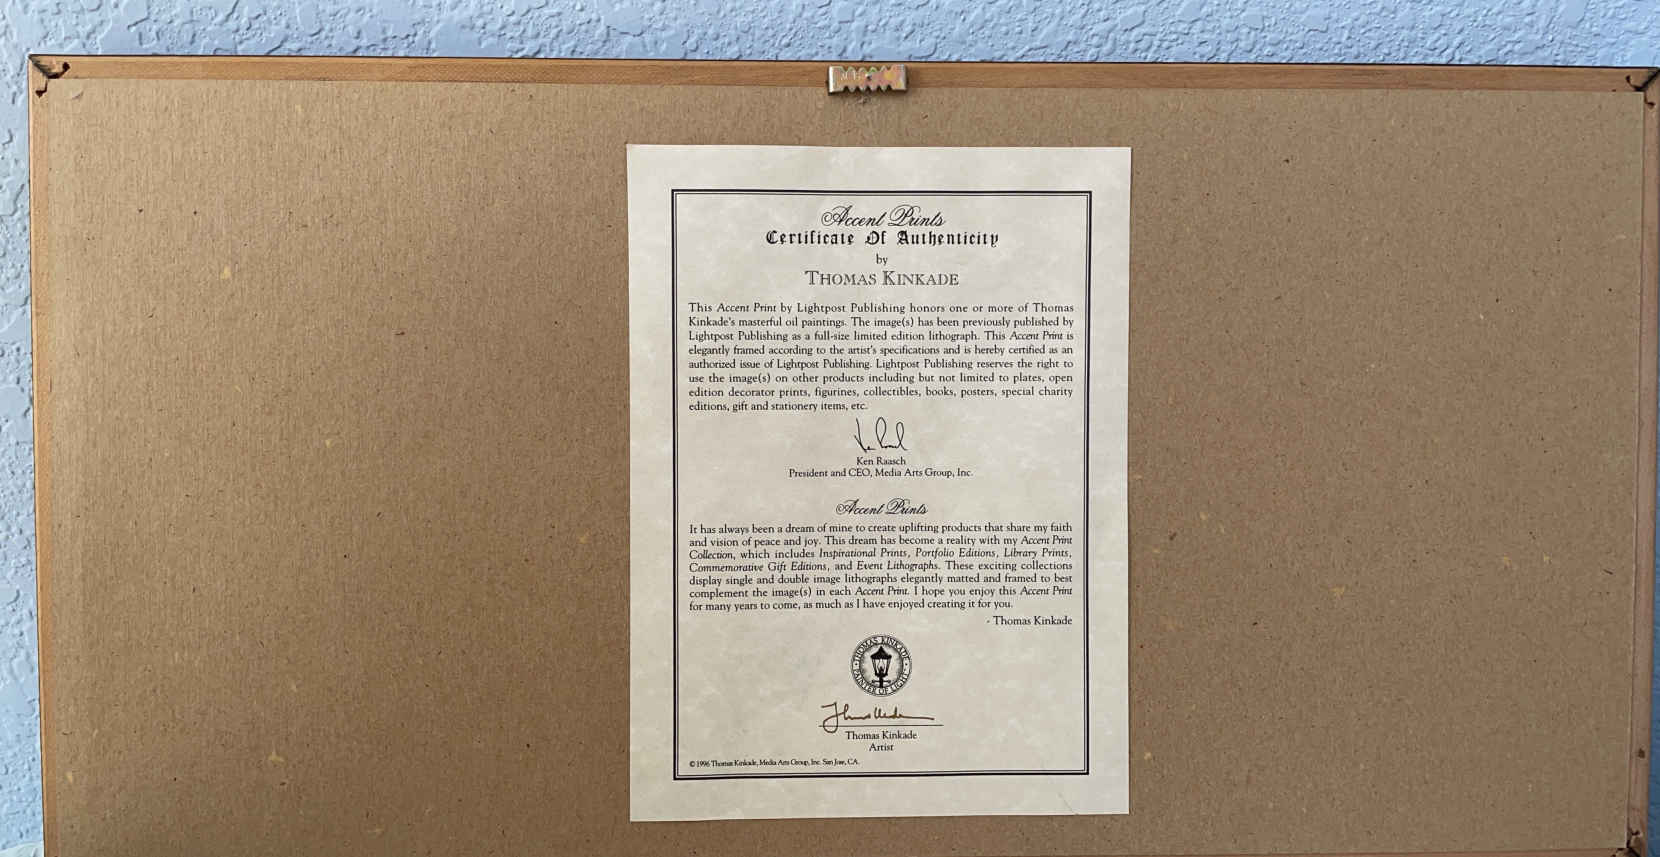 Accent Prints
Certificate Of Authenticity
by
THOMAS KINKADE
This Accent Print by Lightpost Publishing honors one or more of Thomas
Kinkade's masterful oil paintings. The image(s) has been previously published by
Lightpost Publishing as a full-size limited edition lithograph. This Accent Print is
elegantly framed according to the artist's specifications and is hereby certified as an
authorized issue of Lightpost Publishing. Lightpost Publishing reserves the right to
use the image(s) on other products including but not limited to plates, open
edition decorator prints, figurines, collectibles, books, posters, special charity
editions, gift and stationery items, etc.
Ken Raasch
President and CEO, Media Arts Group, Inc.
Accent Prints
It has always been a dream of mine to create uplifting products that share my faith
and vision of peace and joy. This dream has become a reality with my Accent Print
Collection, which includes Inspirational Prints, Portfolio Editions, Library Prints,
Commemorative Gift Editions, and Event Lithographs. These exciting collections
display single and double image lithographs elegantly matted and framed to best
complement the image(s) in each Accent Print. I hope you enjoy this Accent Print
for many years to come, as much as I have enjoyed creating it for you.
- Thomas Kinkade
THOMAS KINKADE
PAINTER OF LIGHT
Thomas Kinkade
Artist
© 1996 Thomas Kinkade, Media Arts Group, Inc. San Jose, CA.